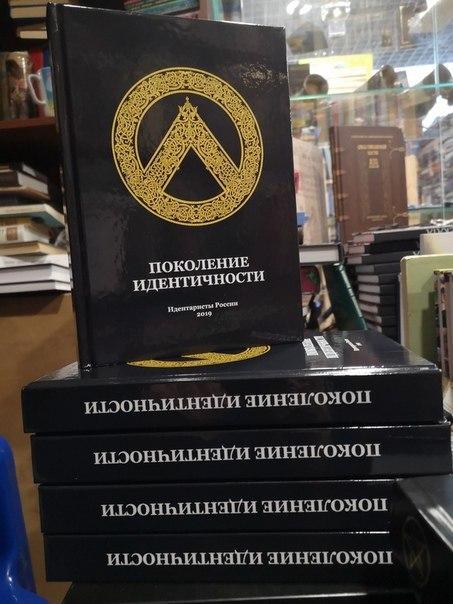 ПОКОЛЕНИЕ
ИДЕНТИЧНОСТИ
Идентаристы России
2019
ПОКОЛЕНИЕ ИДЕНТИЧНОСТИ
ПОКОЛЕНИЕ ИДЕНТИЧНОСТИ
ПОКОЛЕНИЕ ИДЕНТИЧНОСТИ
ПОКОЛЕНИЕ ИДЕНТИЧНОСТИ